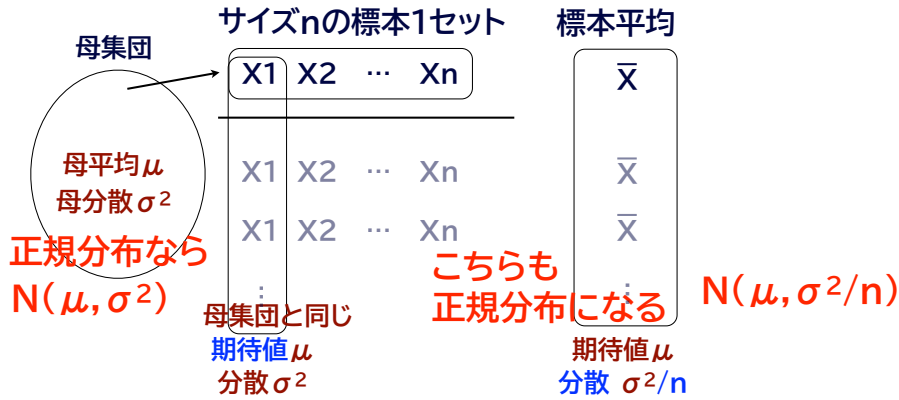 サイズnの標本1セット
標本平均
母集団
X1 X2 … Xn
X̅
母平均μ
母分散σ²
X1 X2 … Xn
X̅
X1 X2 … Xn
X̅
正規分布なら
N(μ,σ²)
こちらも
正規分布になる
N(μ,σ²/n)
⋮
⋮
母集団と同じ
期待値μ
分散σ²
期待値μ
分散 σ²/n